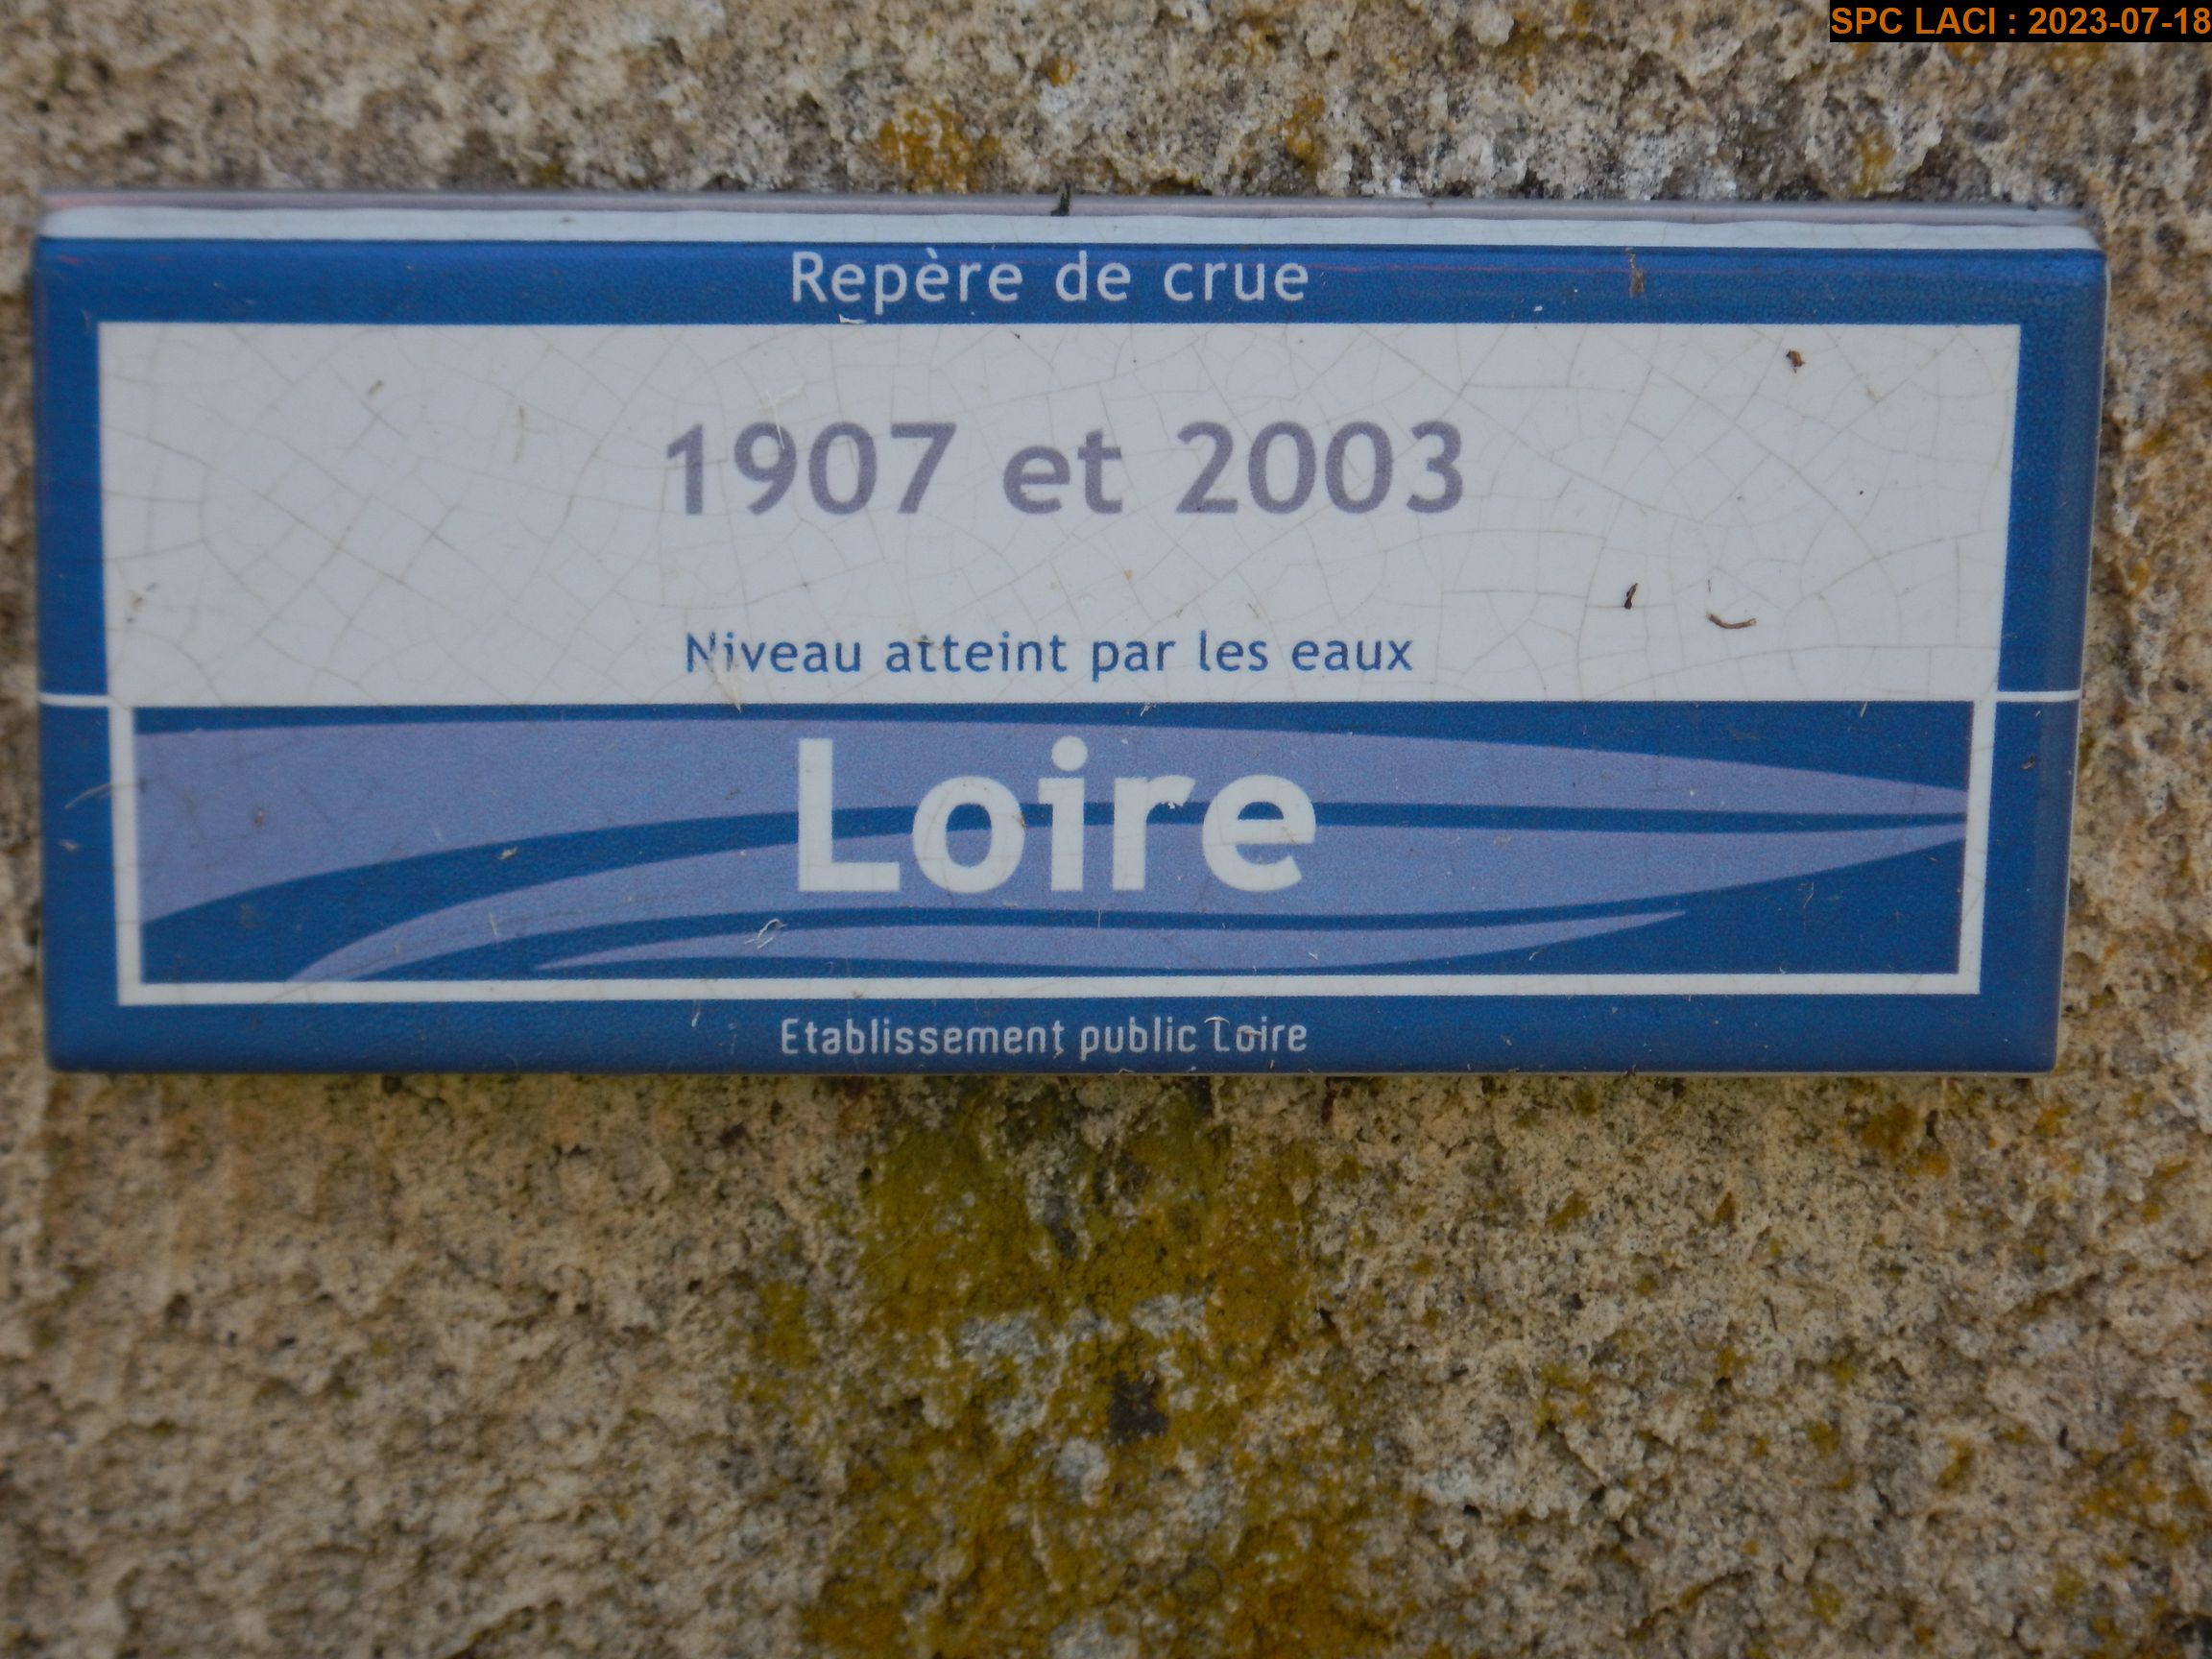 SPC LACI : 2023-07-18
Repère de crue
1907 et 2003
Niveau atteint par les eaux
Loire
Etablissement public Loire